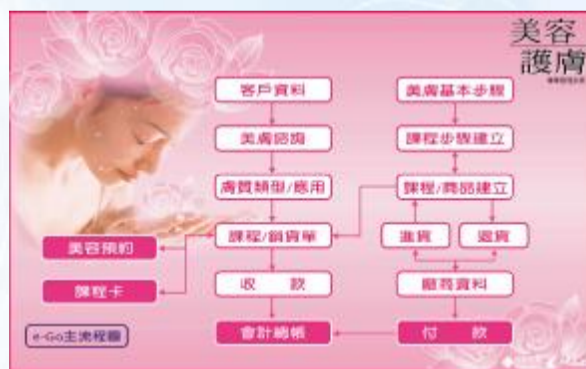 美容
護膚
客戶資料
美膚基本步驟
美膚諮詢
課程步驟建立
膚質類型/應用
課程/商品建立
課程/銷貨單
進貨
退貨
美容預約
課程卡
收 款
廠商資料
會計總帳
付 款
e-Go主流程圖